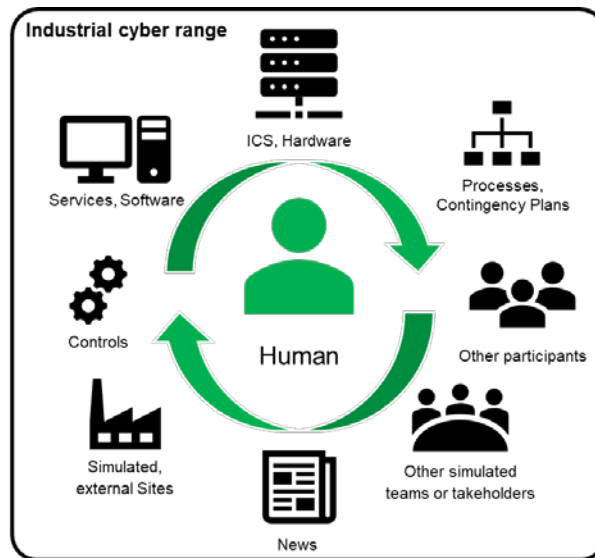 Industrial cyber range
ICS, Hardware
Services, Software
Processes,
Contingency Plans
Controls
Human
Other participants
Simulated,
external Sites
Other simulated
teams or takeholders
News